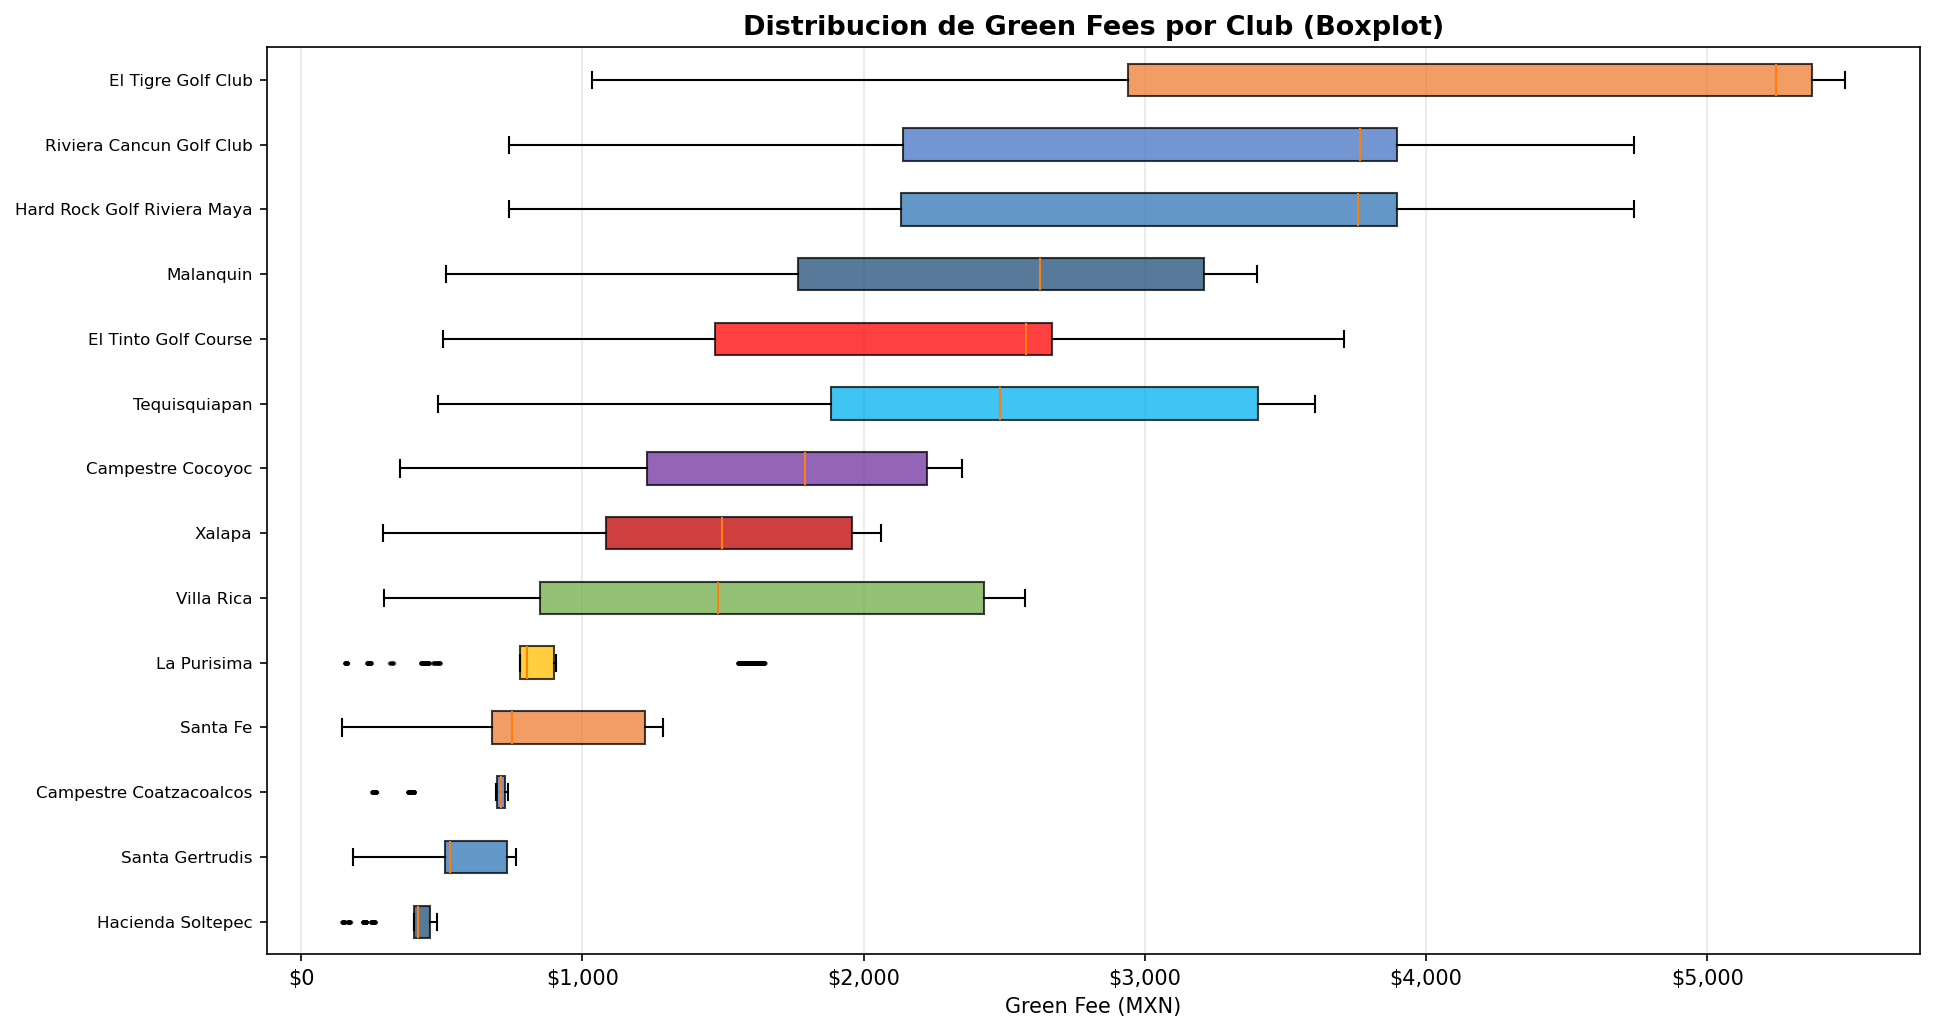 Distribucion de Green Fees por Club (Boxplot)
El Tigre Golf Club
Riviera Cancun Golf Club
Hard Rock Golf Riviera Maya
Malanquin
El Tinto Golf Course
Tequisquiapan
Campestre Cocoyoc
Xalapa
Villa Rica
La Purisima
Santa Fe
Campestre Coatzacoalcos
Santa Gertrudis
Hacienda Soltepec
$0 $1,000 $2,000 $3,000 $4,000 $5,000
Green Fee (MXN)